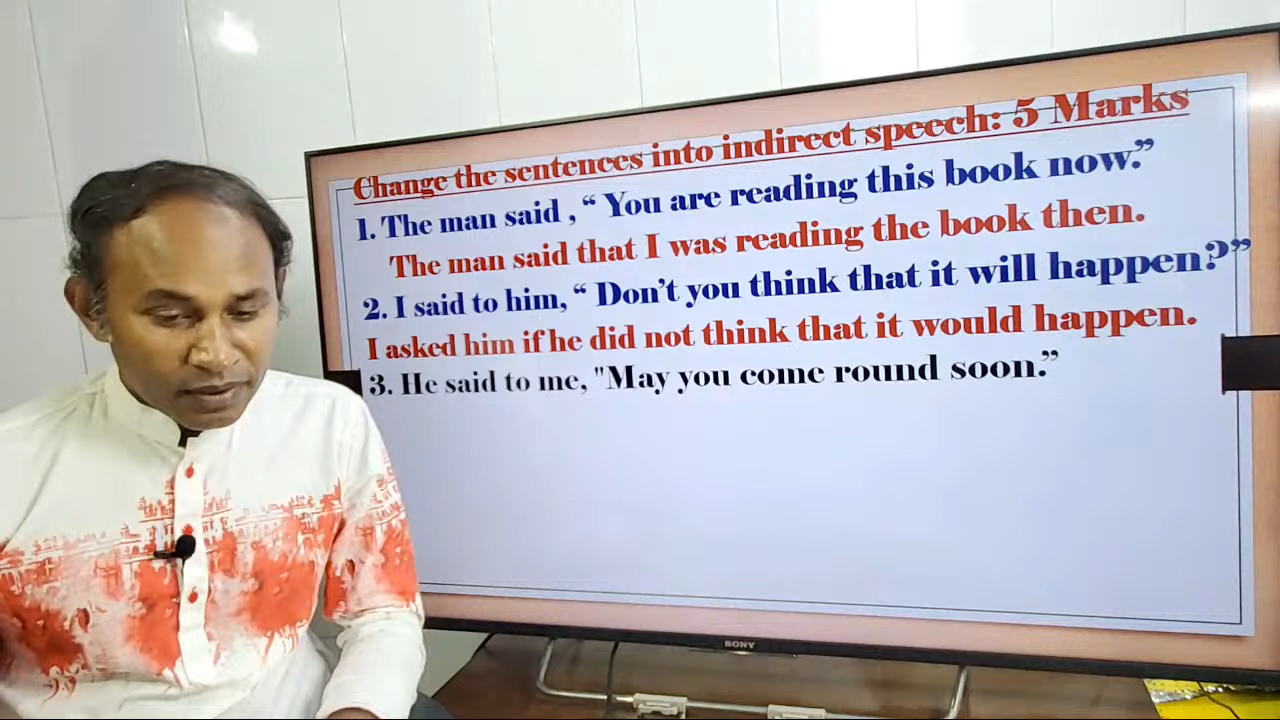 Change the sentences into indirect speech: 5 Marks
1. The man said , “ You are reading this book now.”
The man said that I was reading the book then.
2. I said to him, “ Don’t you think that it will happen?”
I asked him if he did not think that it would happen.
3. He said to me, "May you come round soon.”
SONY